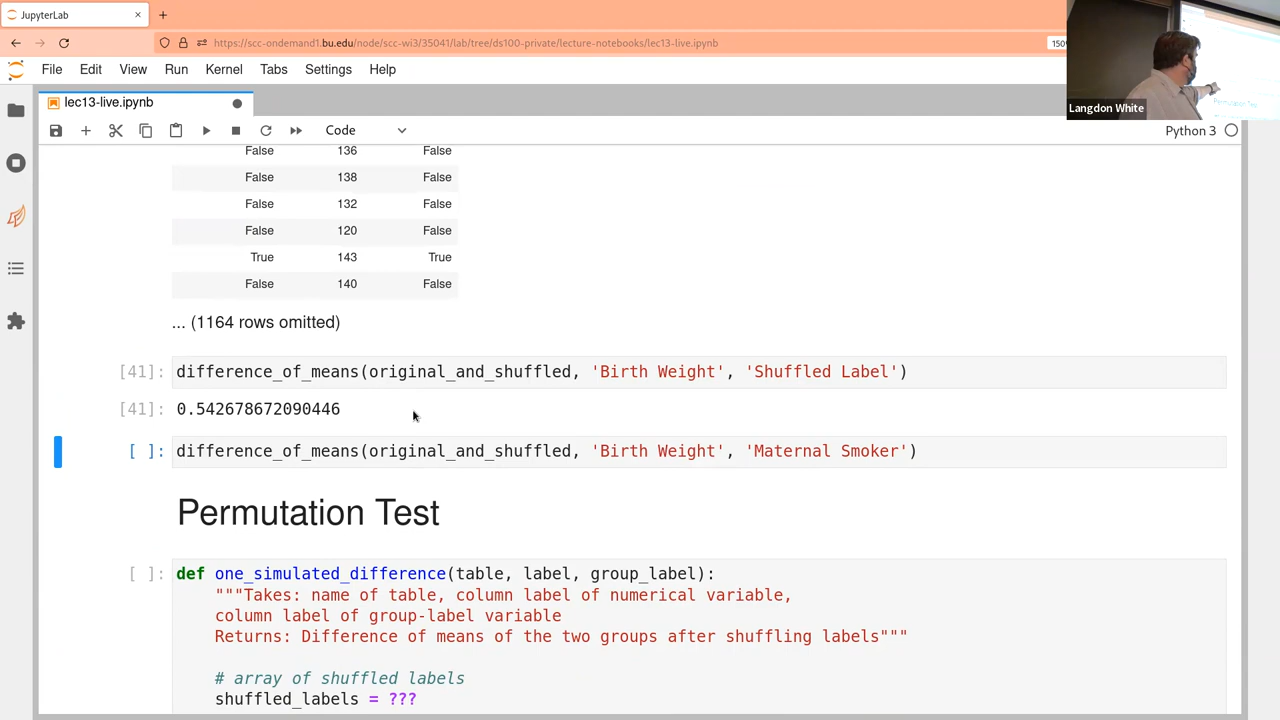 JupyterLab
https://scc-ondemand1.bu.edu/node/scc-wi3/35041/lab/tree/ds100-private/lecture-notebooks/lec13-live.ipynb
150
File Edit View Run Kernel Tabs Settings Help
Langdon White
Permutation Test
lec13-live.ipynb
Code
Python 3
False 136 False
False 138 False
False 132 False
False 120 False
True 143 True
False 140 False
... (1164 rows omitted)
[41]: difference_of_means(original_and_shuffled, 'Birth Weight', 'Shuffled Label')
[41]: 0.542678672090446
[ ]: difference_of_means(original_and_shuffled, 'Birth Weight', 'Maternal Smoker')
Permutation Test
[ ]: def one_simulated_difference(table, label, group_label):
"""Takes: name of table, column label of numerical variable,
column label of group-label variable
Returns: Difference of means of the two groups after shuffling labels"""
# array of shuffled labels
shuffled_labels = ???